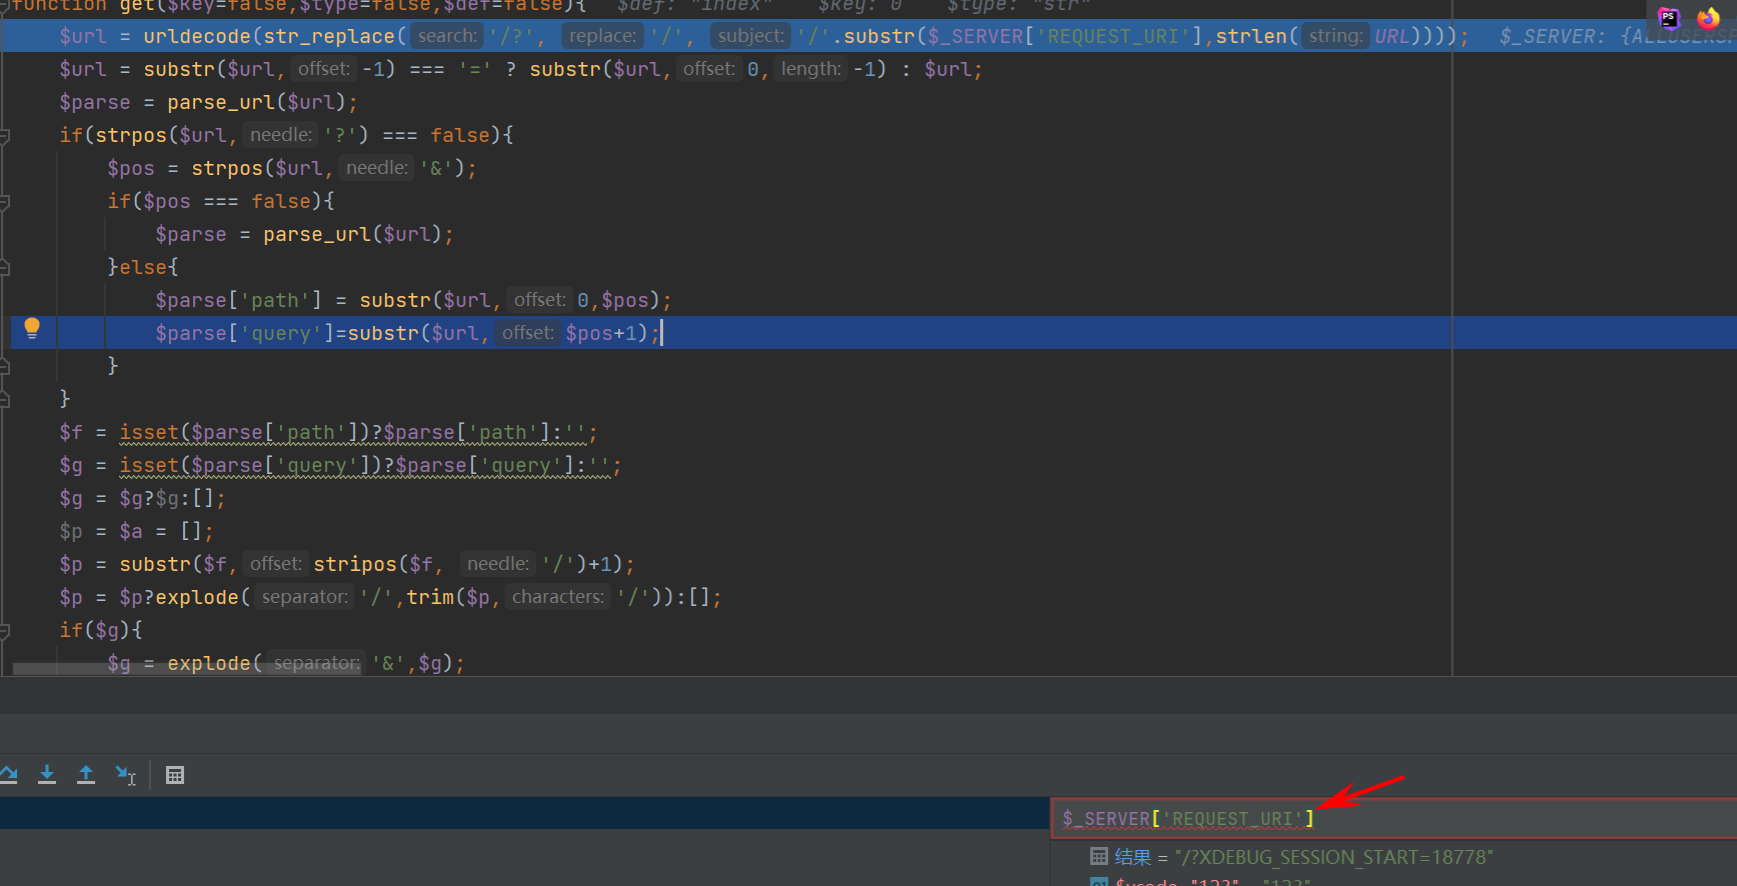 function get($key=false,$type=false,$def=false){   $def: "index"   $key: 0   $type: "str"
$url = urldecode(str_replace( search: '/?', replace: '/', subject: '/'.substr($_SERVER['REQUEST_URI'],strlen( string: URL))));   $_SERVER:
$url = substr($url, offset: -1) === '=' ? substr($url, offset: 0, length: -1) : $url;
$parse = parse_url($url);
if(strpos($url, needle: '?') === false){
$pos = strpos($url, needle: '&');
if($pos === false){
$parse = parse_url($url);
}else{
$parse['path'] = substr($url, offset: 0,$pos);
$parse['query']=substr($url, offset: $pos+1);
}
}
$f = isset($parse['path'])?$parse['path']:'';
$g = isset($parse['query'])?$parse['query']:'';
$g = $g?$g:[];
$p = $a = [];
$p = substr($f, offset: stripos($f, needle: '/')+1);
$p = $p?explode( separator: '/',trim($p, characters: '/')):[];
if($g){
$g = explode( separator: '&',$g);
$_SERVER['REQUEST_URI']
结果 = "/?XDEBUG_SESSION_START=18778"